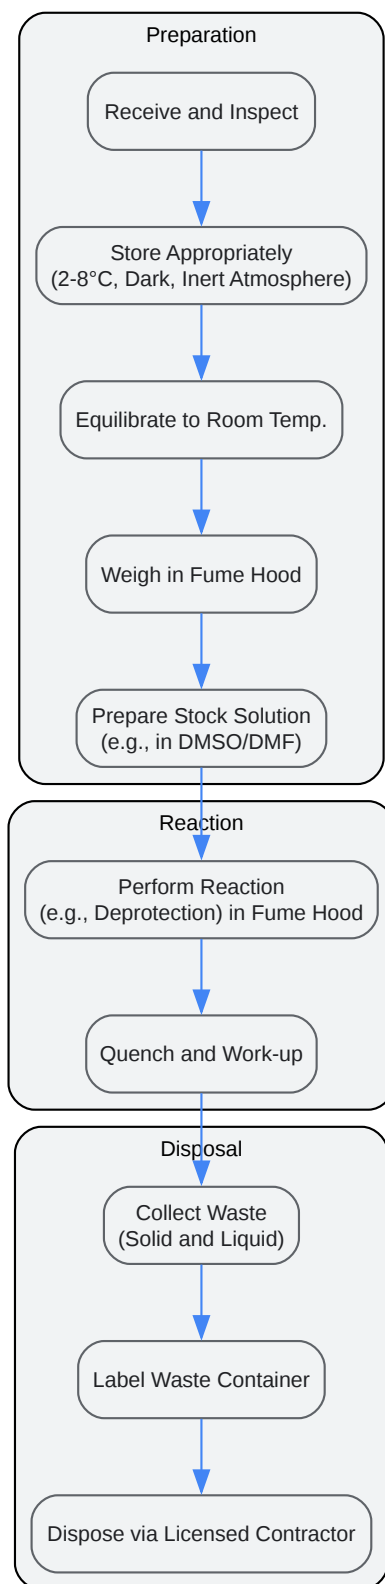 Preparation
Receive and Inspect
Store Appropriately
(2-8°C, Dark, Inert Atmosphere)
Equilibrate to Room Temp.
Weigh in Fume Hood
Prepare Stock Solution
(e.g., in DMSO/DMF)
Reaction
Perform Reaction
(e.g., Deprotection) in Fume Hood
Quench and Work-up
Disposal
Collect Waste
(Solid and Liquid)
Label Waste Container
Dispose via Licensed Contractor